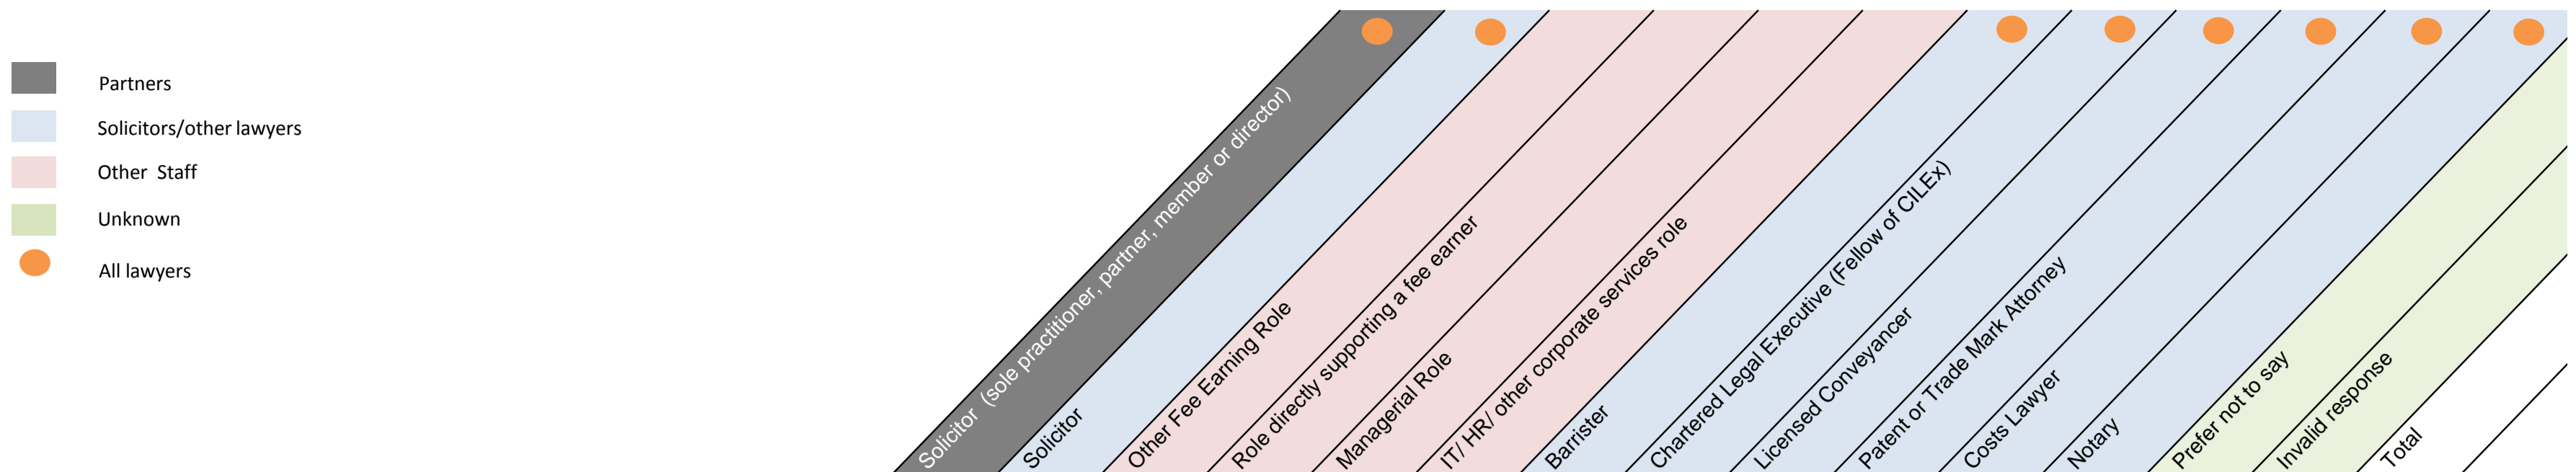 Partners
Solicitors/other lawyers
Other Staff
Unknown
All lawyers
Solicitor (sole practitioner, partner, member or director)
Solicitor
Other Fee Earning Role
Role directly supporting a fee earner
Managerial Role
IT/ HR/ other corporate services role
Barrister
Chartered Legal Executive (Fellow of CILEx)
Licensed Conveyancer
Patent or Trade Mark Attorney
Costs Lawyer
Notary
Prefer not to say
Invalid response
Total